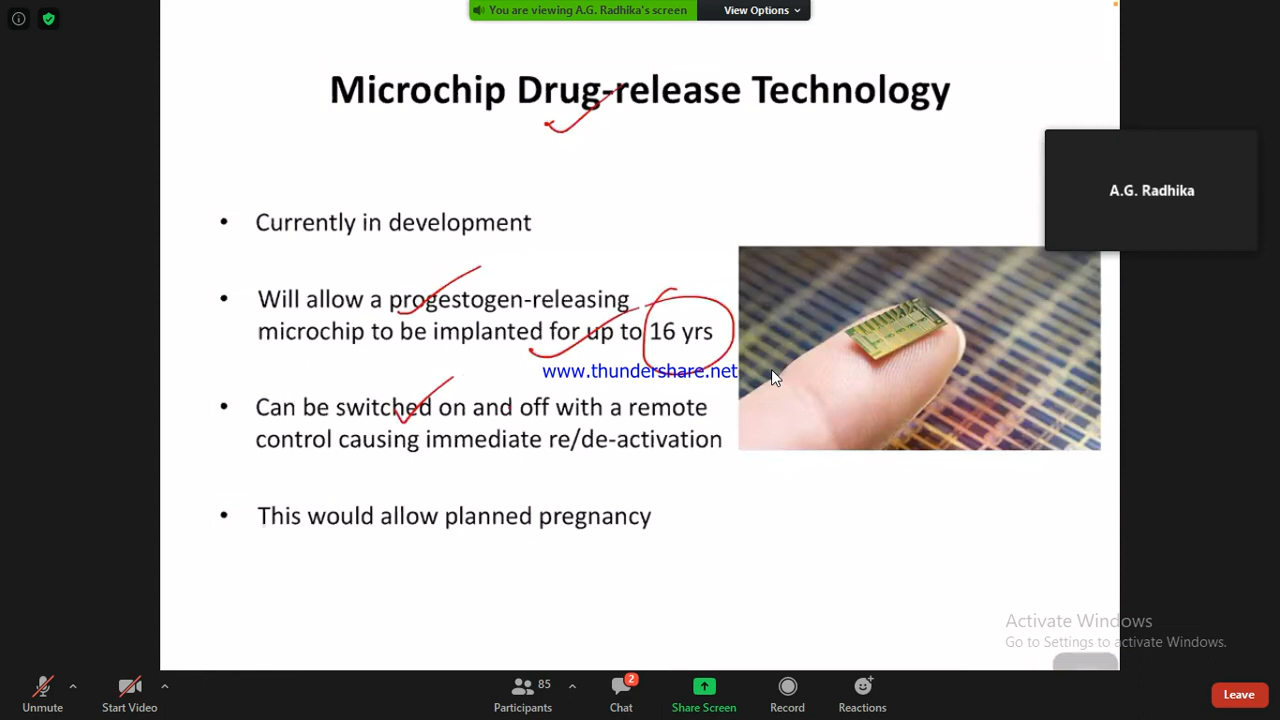 You are viewing A.G. Radhika's screen
View Options
Microchip Drug-release Technology
A.G. Radhika
• Currently in development
• Will allow a progestogen-releasing
microchip to be implanted for up to 16 yrs
www.thundershare.net
• Can be switched on and off with a remote
control causing immediate re/de-activation
• This would allow planned pregnancy
Activate Windows
Go to Settings to activate Windows.
Unmute
Start Video
85
Participants
2
Chat
Share Screen
Record
Reactions
Leave